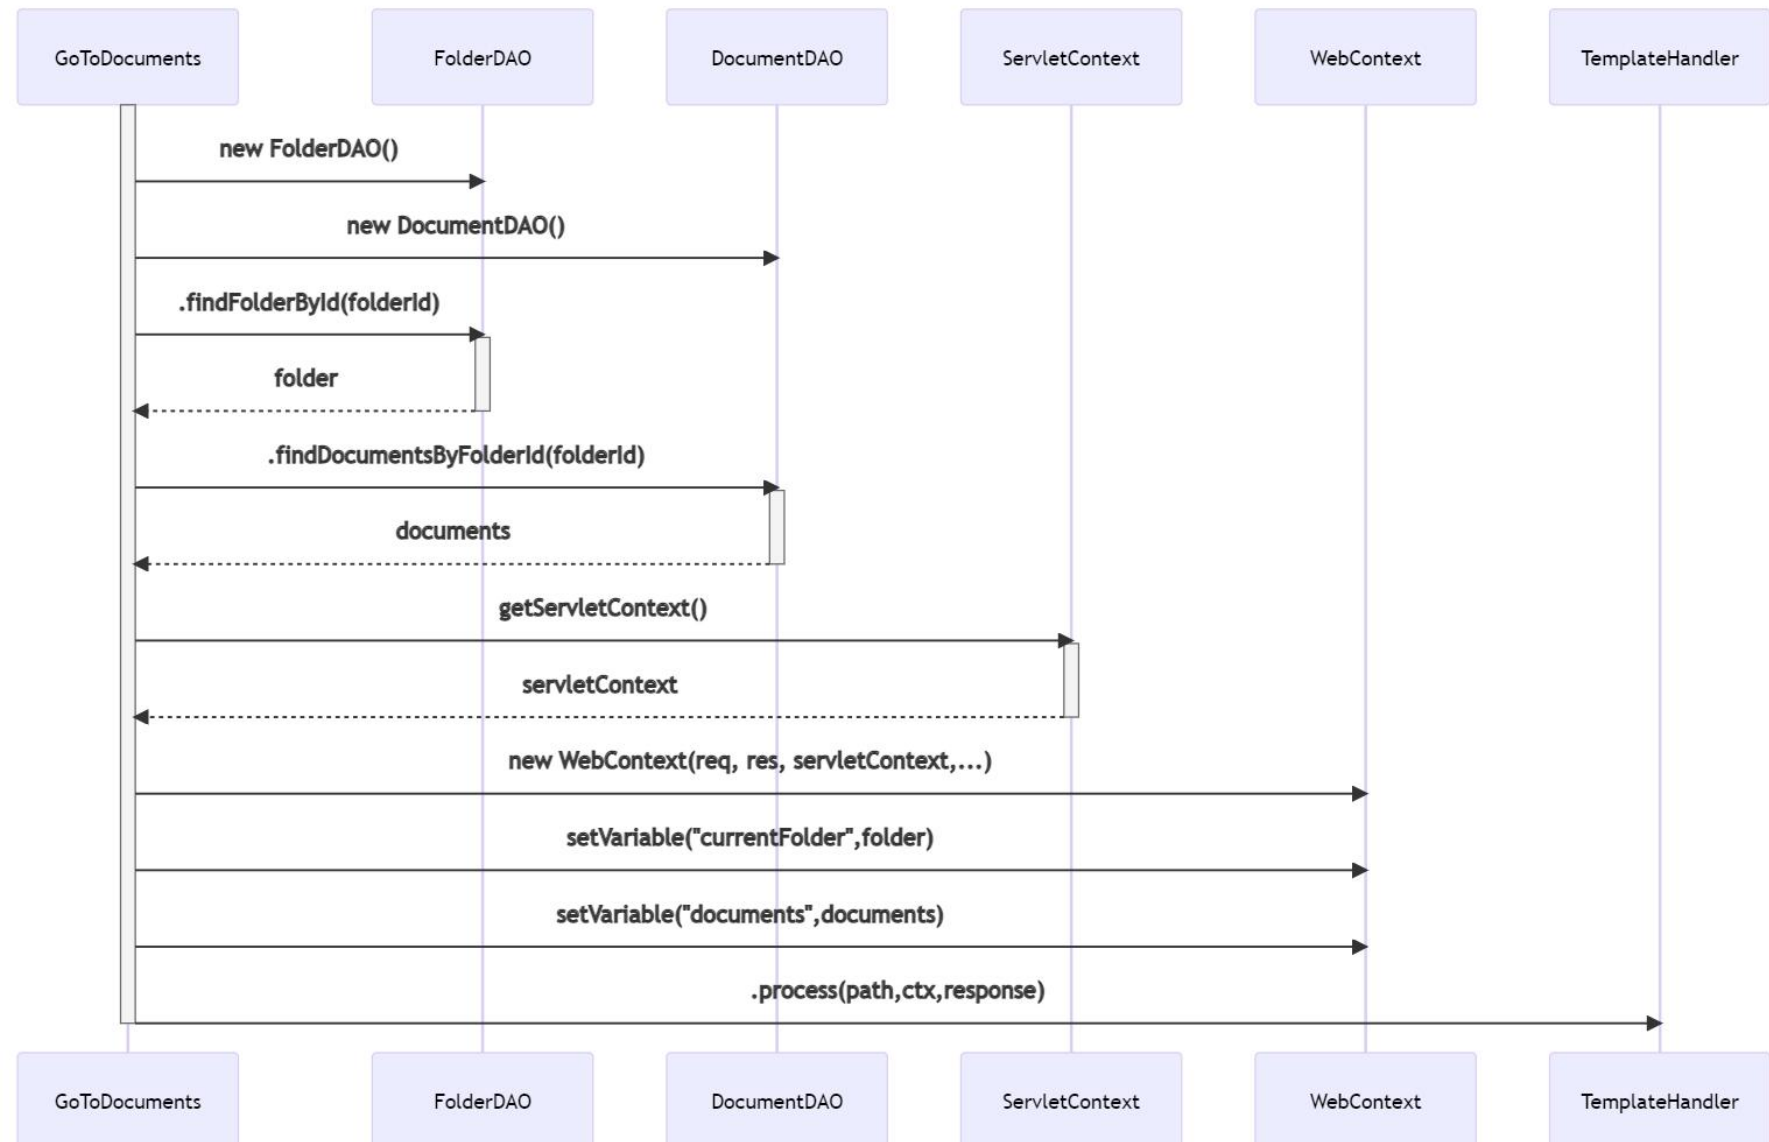 GoToDocuments FolderDAO DocumentDAO ServletContext WebContext TemplateHandler
new FolderDAO()
new DocumentDAO()
.findFolderById(folderId)
folder
.findDocumentsByFolderId(folderId)
documents
getServletContext()
servletContext
new WebContext(req, res, servletContext,...)
setVariable("currentFolder",folder)
setVariable("documents",documents)
.process(path,ctx,response)
GoToDocuments FolderDAO DocumentDAO ServletContext WebContext TemplateHandler